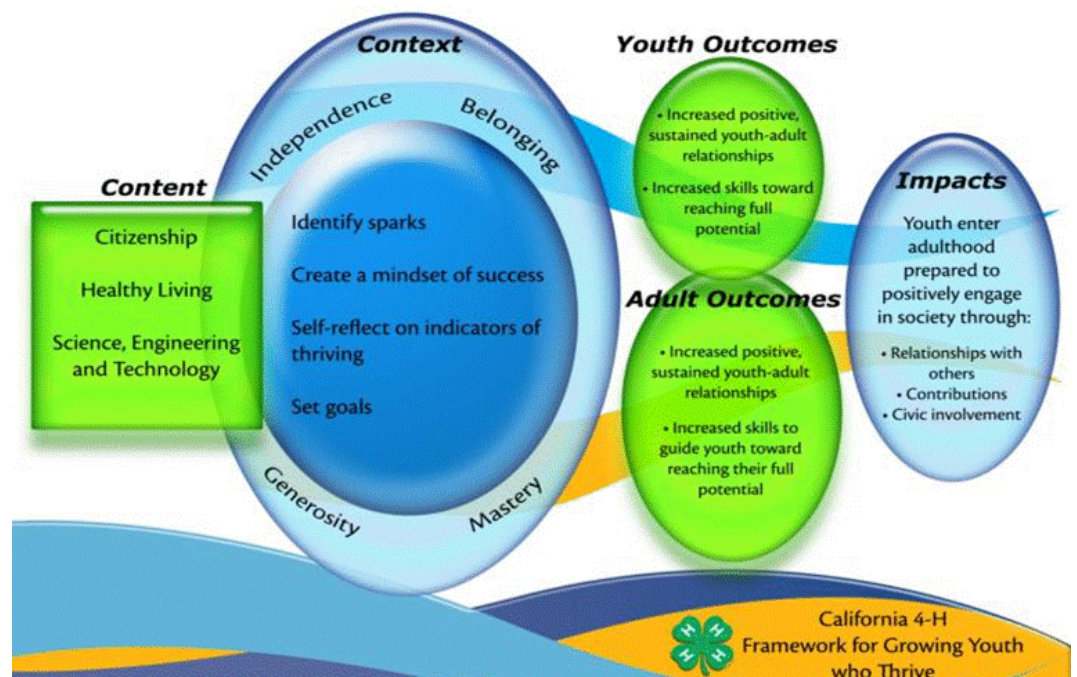 Context
Independence
Belonging
Generosity
Mastery
Content
Citizenship
Healthy Living
Science, Engineering
and Technology
Identify sparks
Create a mindset of success
Self-reflect on indicators of
thriving
Set goals
Youth Outcomes
• Increased positive,
sustained youth-adult
relationships
• Increased skills toward
reaching full
potential
Adult Outcomes
• Increased positive,
sustained youth-adult
relationships
• Increased skills to
guide youth toward
reaching their full
potential
Impacts
Youth enter
adulthood
prepared to
positively engage
in society through:
• Relationships with
others
• Contributions
• Civic involvement
H H
H H
California 4-H
Framework for Growing Youth
who Thrive